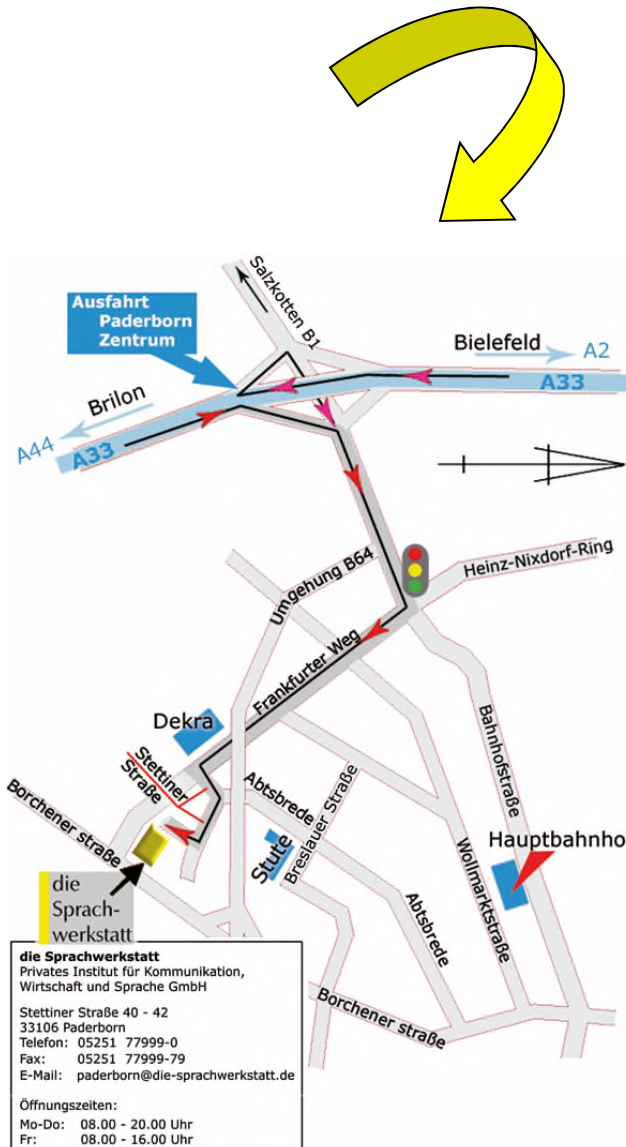 Salzkotten B1
Ausfahrt
Paderborn
Zentrum
Bielefeld
A2
A33
Brilon
A44
A33
Umgehung B64
Heinz-Nixdorf-Ring
Frankfurter Weg
Dekra
Stettiner
Straße
Bahnhofstraße
Abtsbrede
Breslauer Straße
Borchener straße
Stute
Hauptbahnho
Wollmarktstraße
Abtsbrede
Borchener straße
die
Sprach-
werkstatt
die Sprachwerkstatt
Privates Institut für Kommunikation,
Wirtschaft und Sprache GmbH
Stettiner Straße 40 - 42
33106 Paderborn
Telefon: 05251 77999-0
Fax: 05251 77999-79
E-Mail: paderborn@die-sprachwerkstatt.de
Öffnungszeiten:
Mo-Do: 08.00 - 20.00 Uhr
Fr: 08.00 - 16.00 Uhr